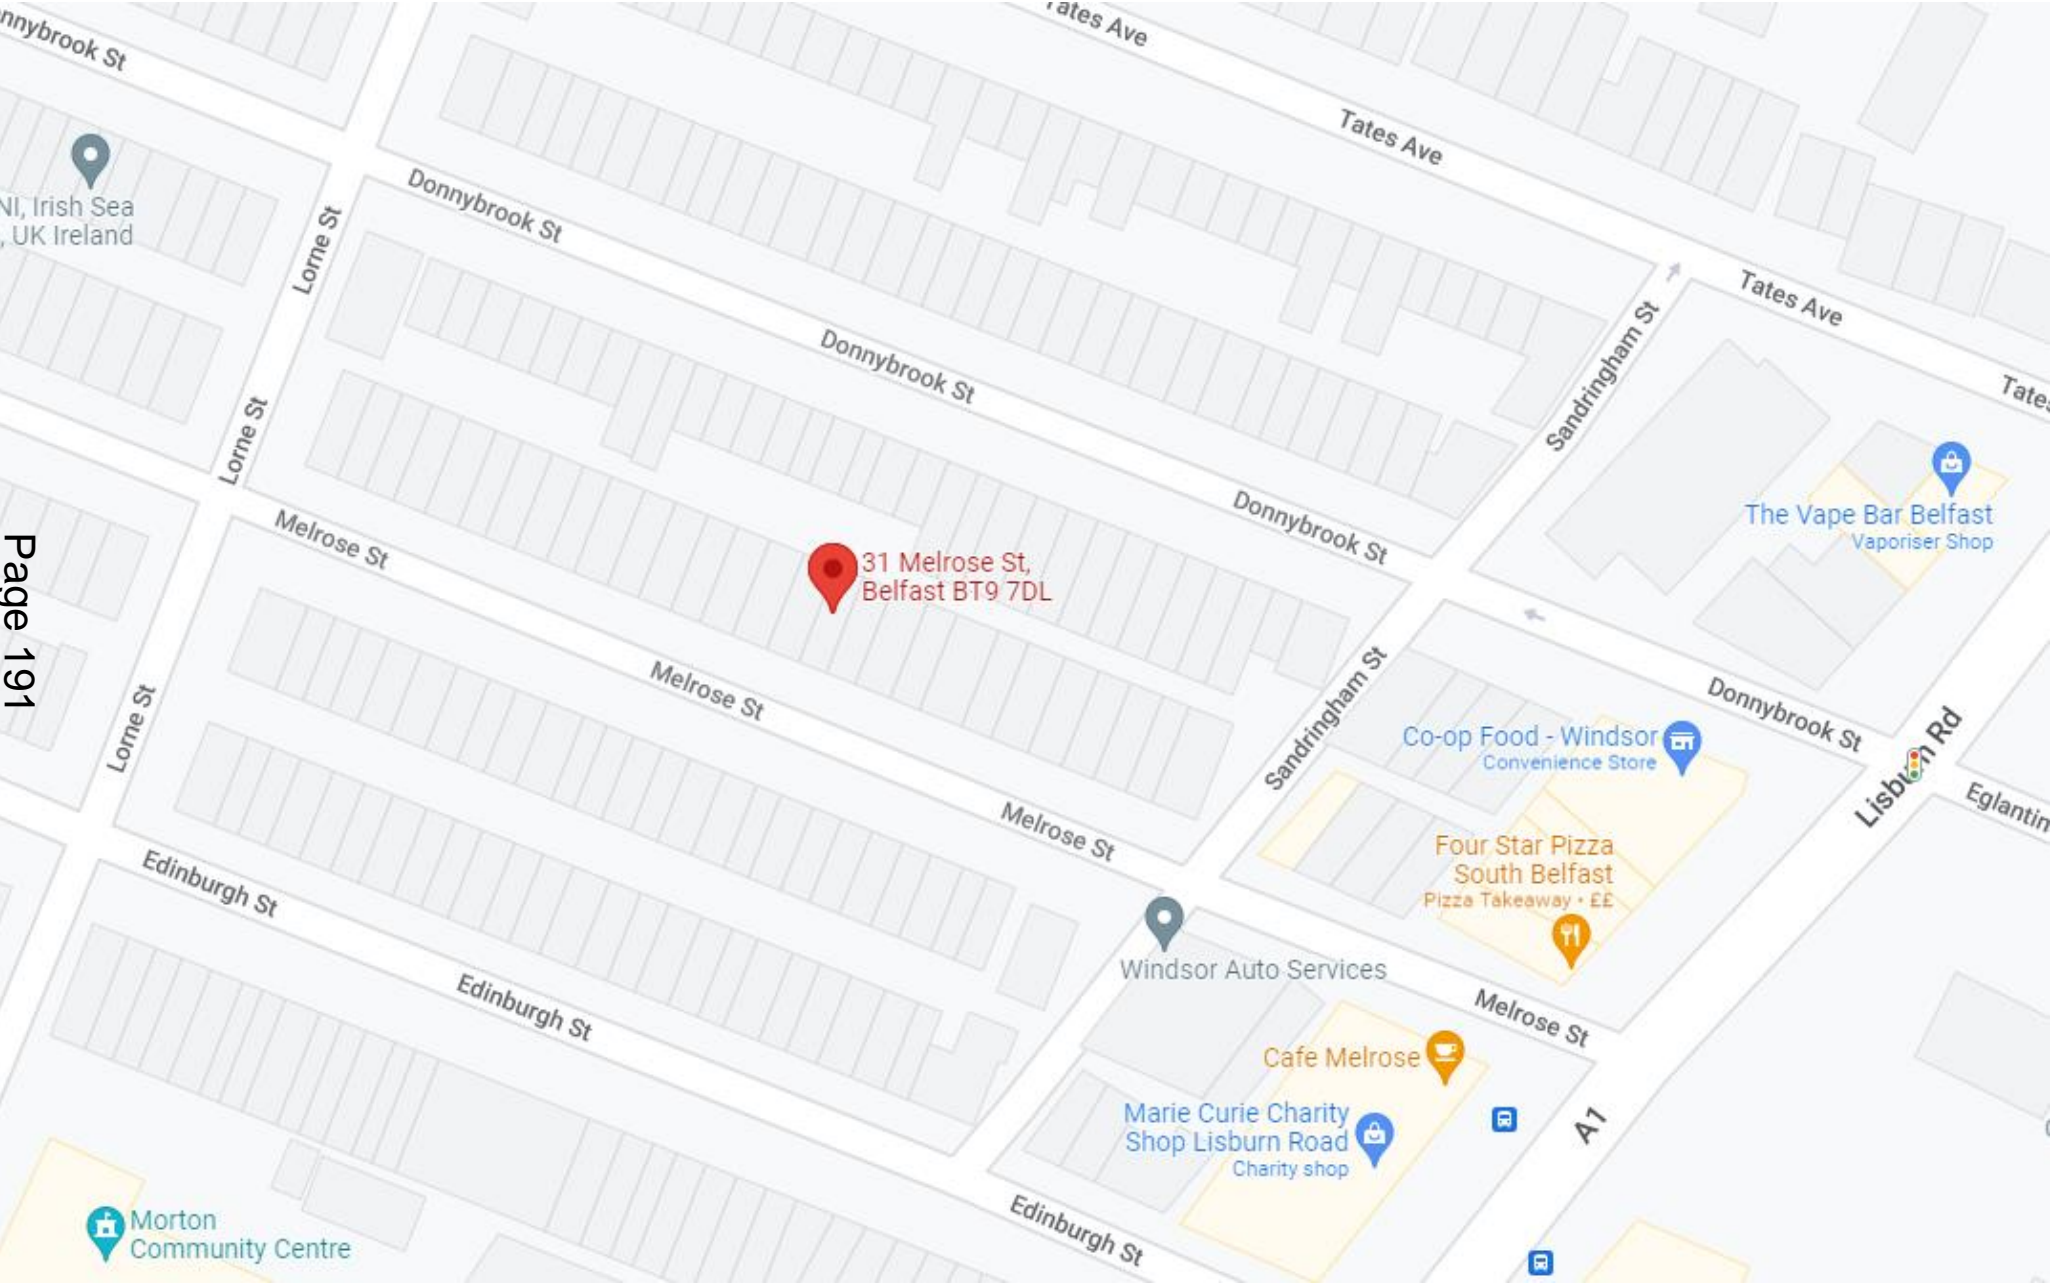 Tates Ave
Donnybrook St
Tates Ave
NI, Irish Sea
, UK Ireland
Donnybrook St
Lorne St
Tates Ave
Sandringham St
Donnybrook St
Tates
Lorne St
The Vape Bar Belfast
Vaporiser Shop
Donnybrook St
Melrose St
31 Melrose St,
Belfast BT9 7DL
Page 191
Melrose St
Sandringham St
Donnybrook St
Lorne St
Co-op Food - Windsor
Convenience Store
Lisburn Rd
Eglantin
Melrose St
Four Star Pizza
South Belfast
Pizza Takeaway • ££
Edinburgh St
Windsor Auto Services
Edinburgh St
Melrose St
Cafe Melrose
Marie Curie Charity
Shop Lisburn Road
Charity shop
A1
Morton
Community Centre
Edinburgh St